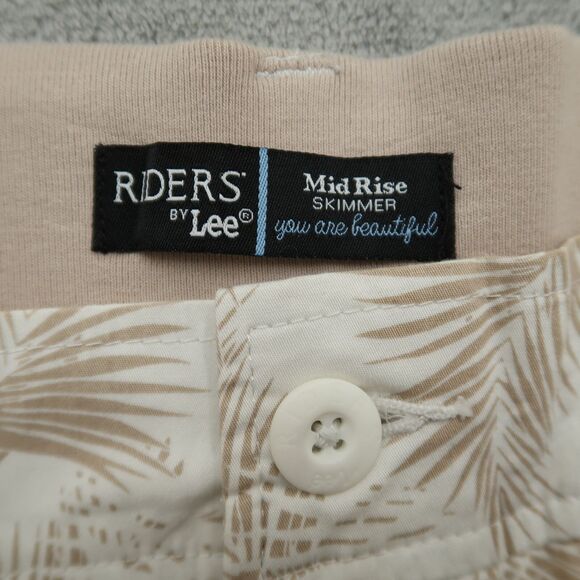 RIDERS
BY Lee®
Mid Rise
SKIMMER
you are beautiful